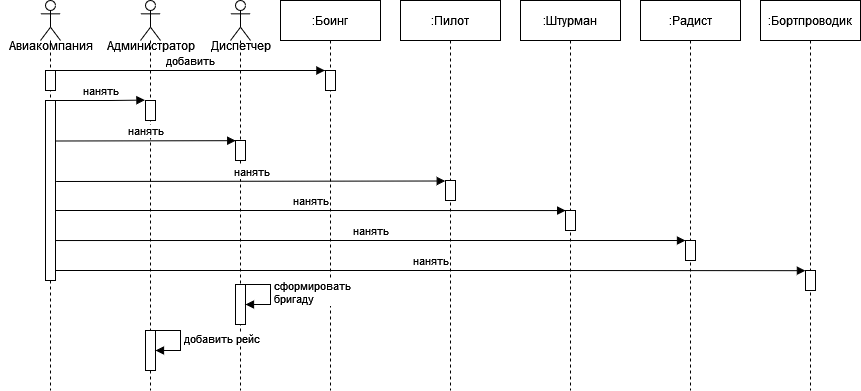 Авиакомпания
Администратор
Диспетчер
:Боинг
:Пилот
:Штурман
:Радист
:Бортпроводик
добавить
нанять
нанять
нанять
нанять
нанять
нанять
сформировать
бригаду
добавить рейс